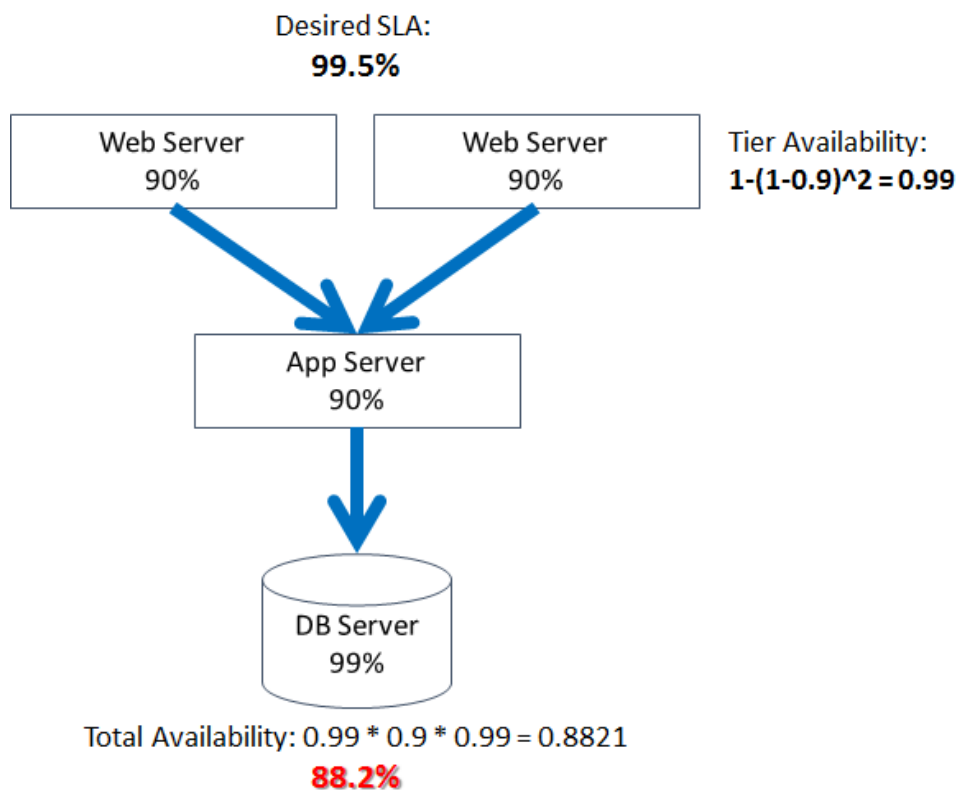 Desired SLA:
99.5%
Web Server
90%
Web Server
90%
Tier Availability:
1-(1-0.9)^2 = 0.99
App Server
90%
DB Server
99%
Total Availability: 0.99 * 0.9 * 0.99 = 0.8821
88.2%